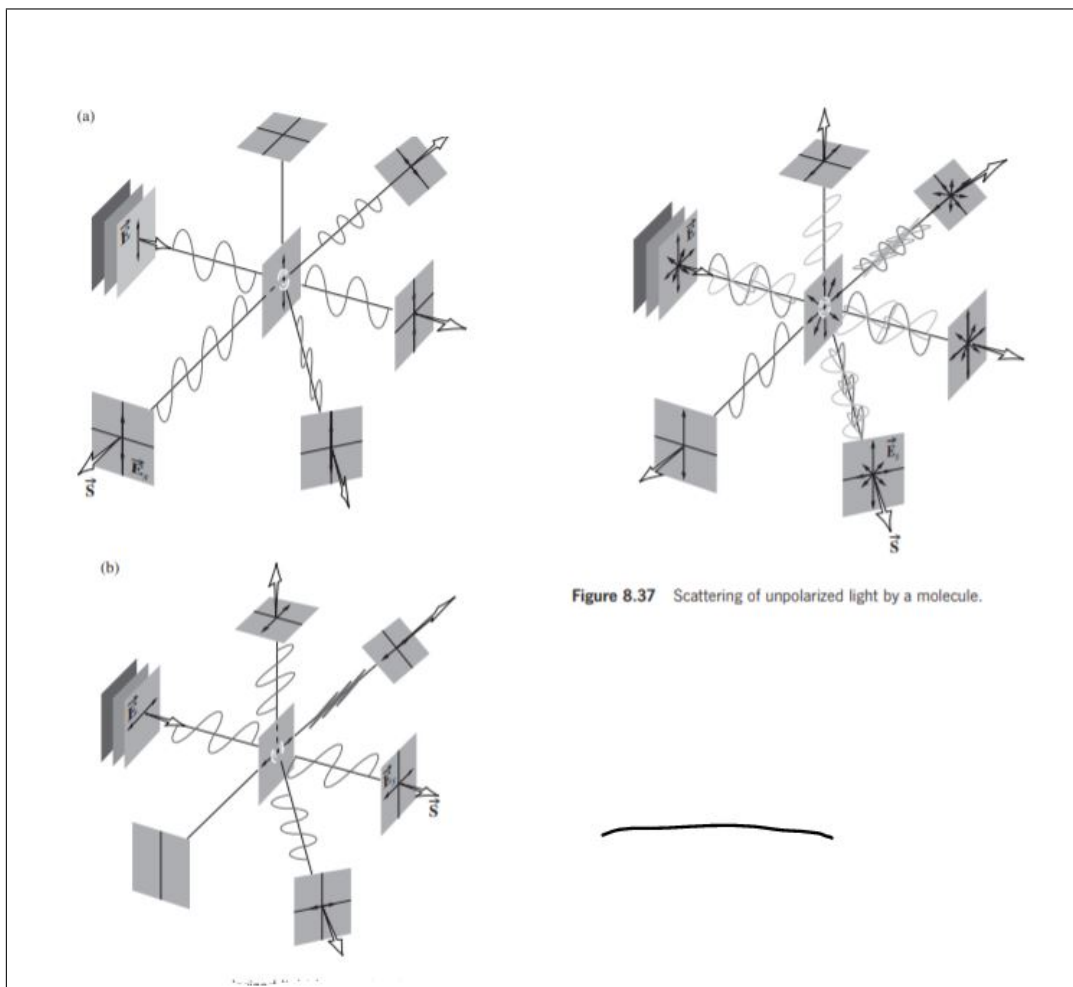 (a)
E⃗
E⃗
E⃗ₛ
E⃗ₛ
S⃗
S⃗
(b)
Figure 8.37 Scattering of unpolarized light by a molecule.
E⃗
E⃗ₛ
S⃗